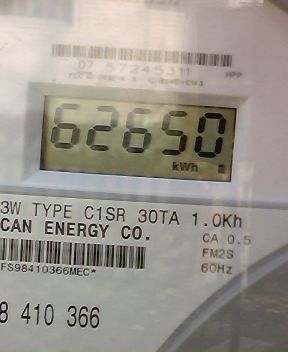 07 57245311
HPP
62650
kWh
3W TYPE C1SR 30TA 1.0Kh
CAN ENERGY CO.
CA 0.5
FM2S
60Hz
FS98410366MEC*
8 410 366